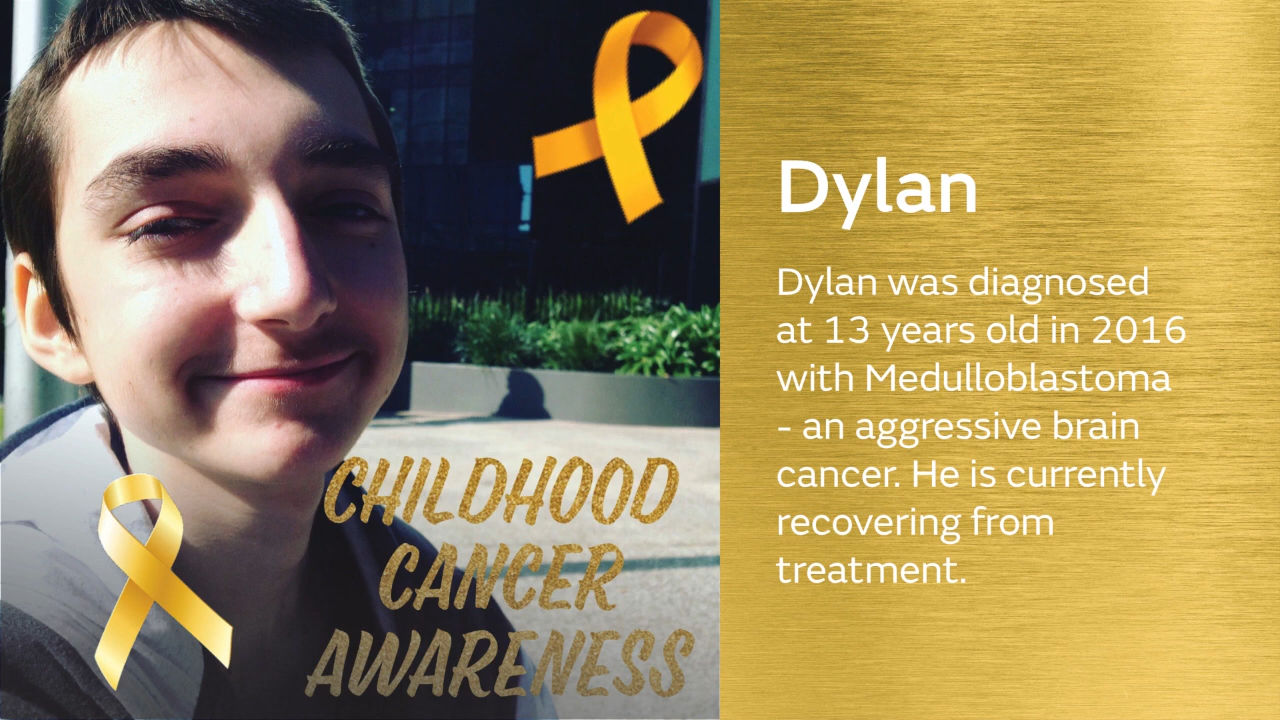 CHILDHOOD
CANCER
AWARENESS
Dylan
Dylan was diagnosed
at 13 years old in 2016
with Medulloblastoma
- an aggressive brain
cancer. He is currently
recovering from
treatment.